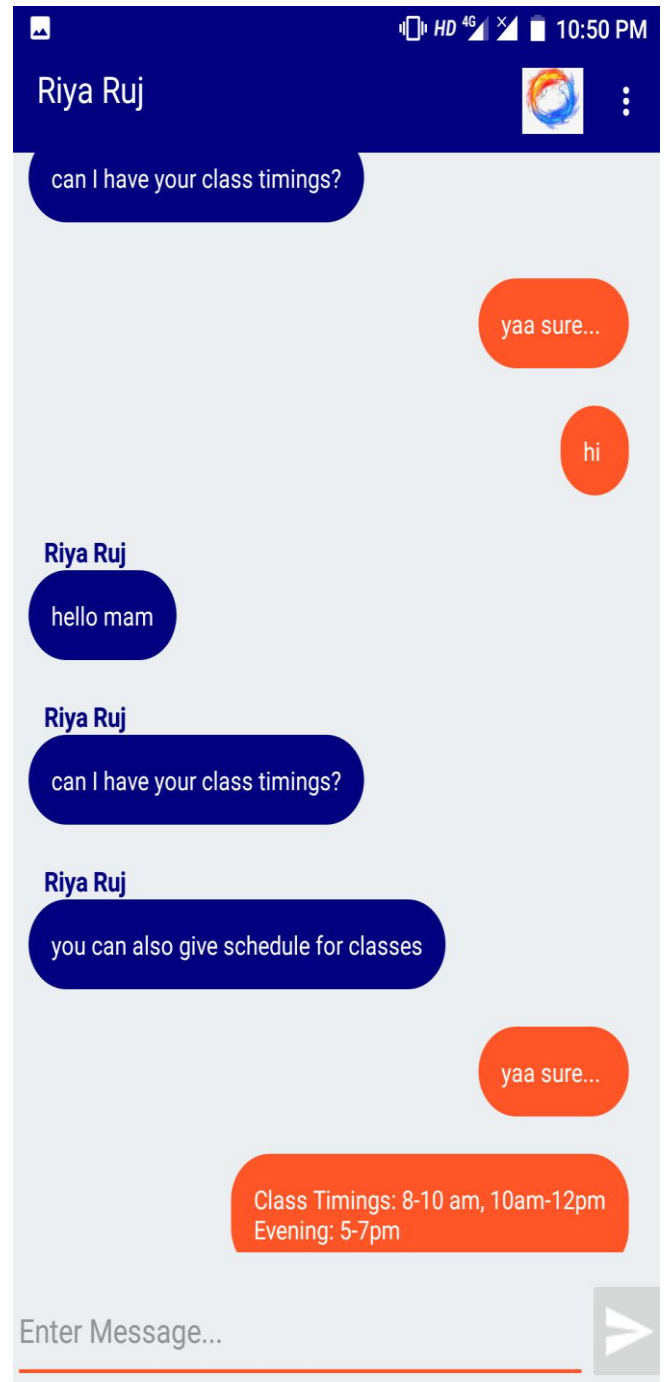 HD 4G 10:50 PM
Riya Ruj
can I have your class timings?
yaa sure...
hi
Riya Ruj
hello mam
Riya Ruj
can I have your class timings?
Riya Ruj
you can also give schedule for classes
yaa sure...
Class Timings: 8-10 am, 10am-12pm
Evening: 5-7pm
Enter Message...